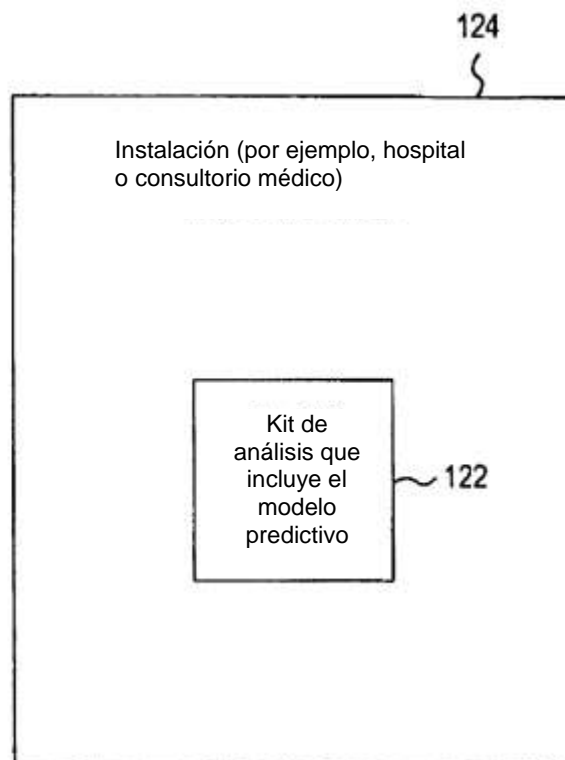 124
Instalación (por ejemplo, hospital
o consultorio médico)
Kit de
análisis que
incluye el
modelo
predictivo
122